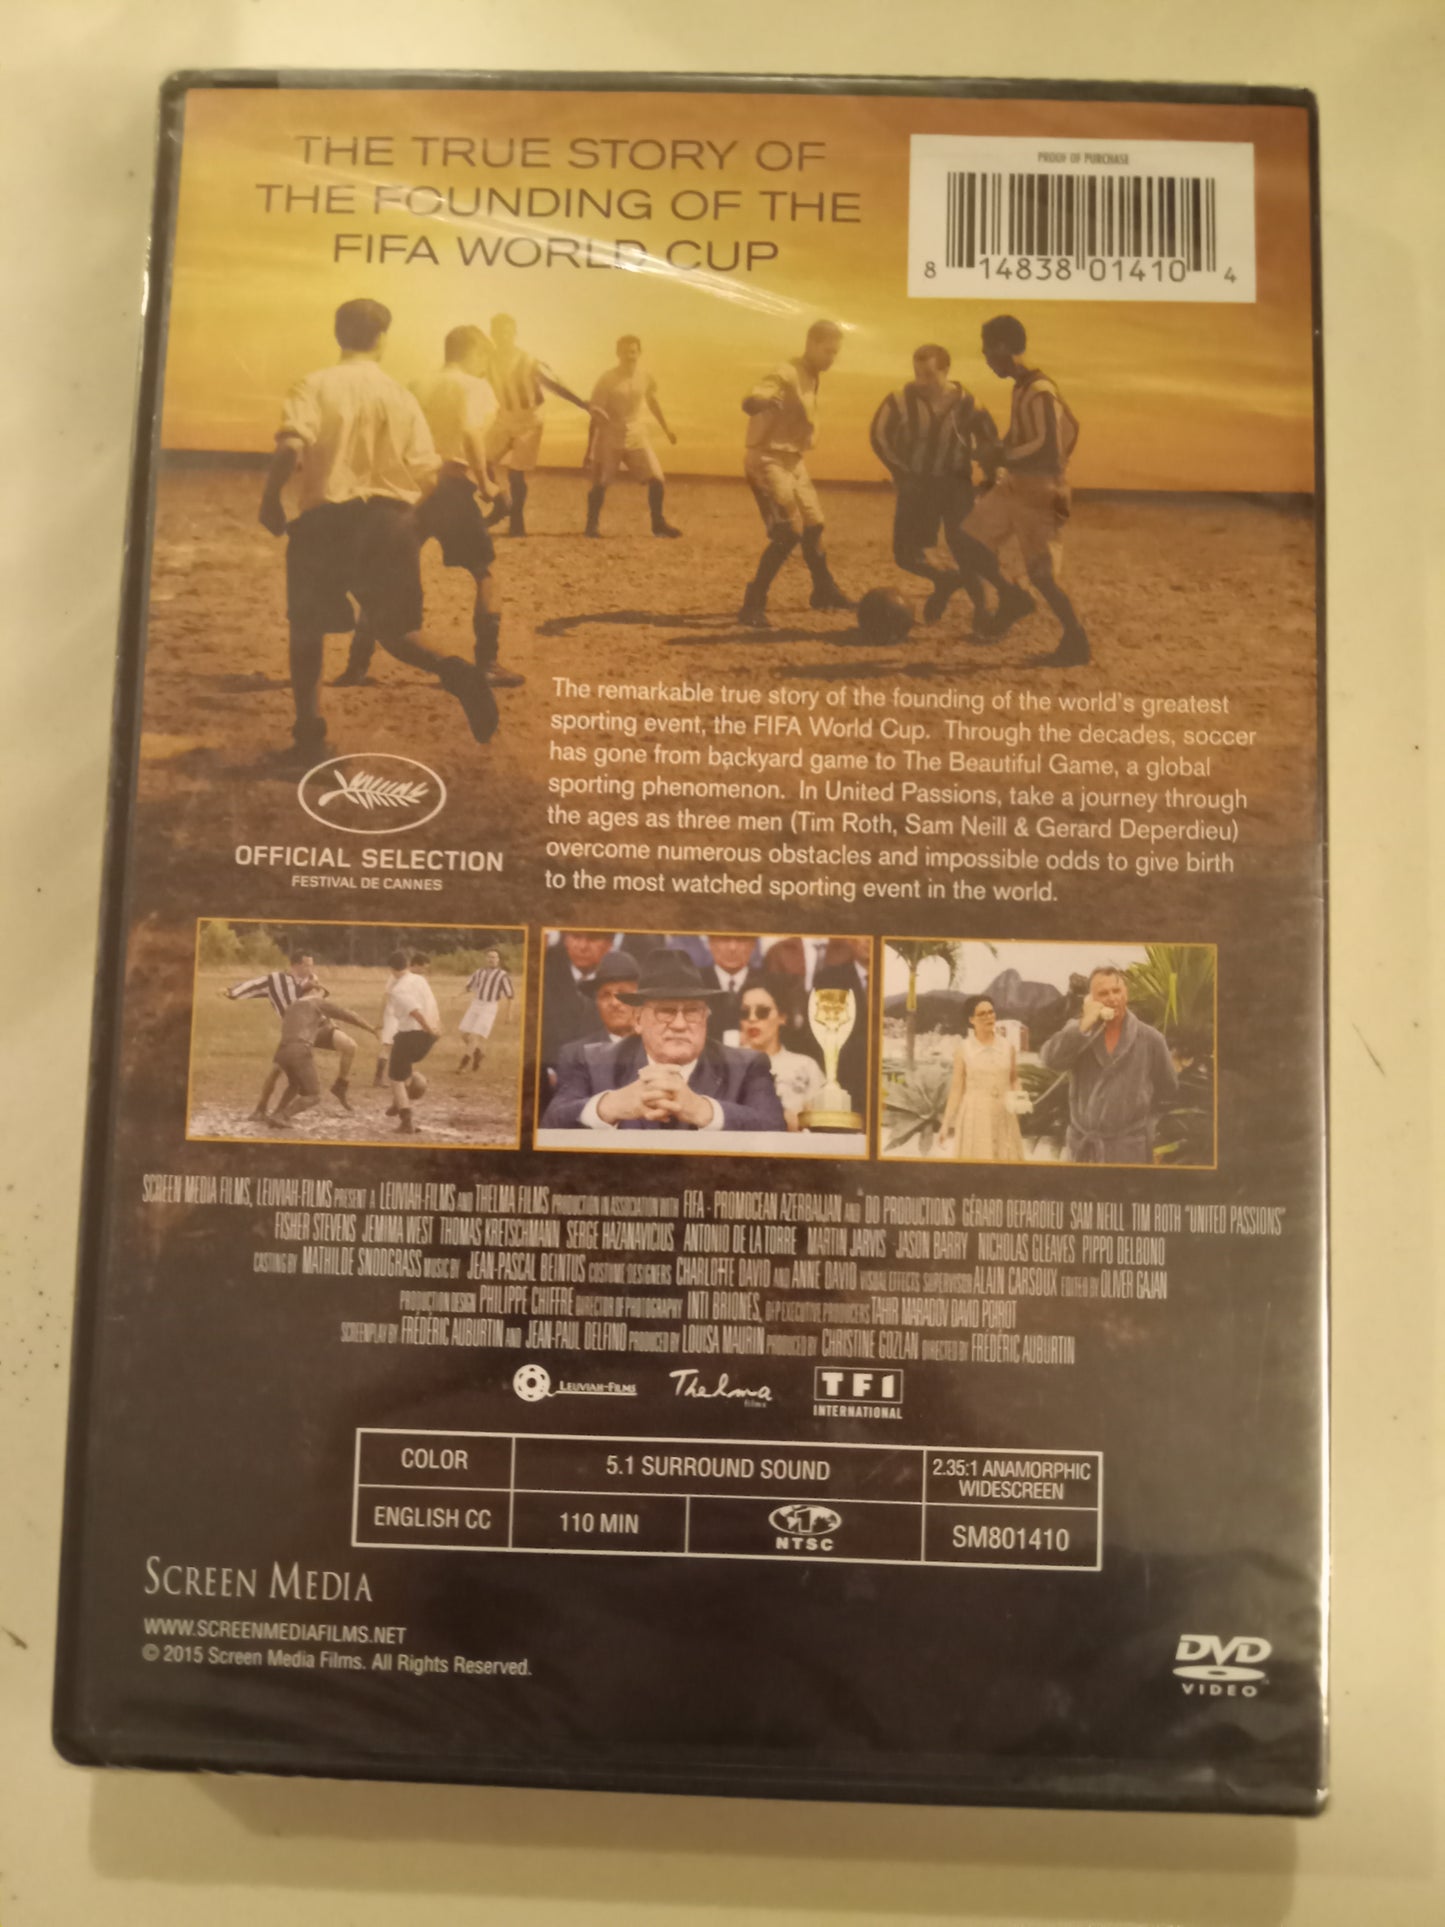 THE TRUE STORY OF
THE FOUNDING OF THE
FIFA WORLD CUP
PROOF OF PURCHASE
8 14838 01410 4
The remarkable true story of the founding of the world's greatest
sporting event, the FIFA World Cup. Through the decades, soccer
has gone from backyard game to The Beautiful Game, a global
sporting phenomenon. In United Passions, take a journey through
the ages as three men (Tim Roth, Sam Neill & Gerard Deperdieu)
overcome numerous obstacles and impossible odds to give birth
to the most watched sporting event in the world.
OFFICIAL SELECTION
FESTIVAL DE CANNES
SCREEN MEDIA FILMS, LEUVIAH-FILMS PRESENT A LEUVIAH-FILMS AND THELMA FILMS PRODUCTION IN ASSOCIATION WITH FIFA - PROMOCEAN AZERBAIJAN AND DD PRODUCTIONS GÉRARD DEPARDIEU SAM NEILL TIM ROTH "UNITED PASSIONS"
FISHER STEVENS JEMIMA WEST THOMAS KRETSCHMANN SERGE HAZANAVICIUS ANTONIO DE LA TORRE MARTIN JARVIS JASON BARRY NICHOLAS GLEAVES PIPPO DELBONO
CASTING BY MATHILDE SNODGRASS MUSIC BY JEAN-PASCAL BEINTUS COSTUME DESIGNERS CHARLOTTE DAVID AND ANNE DAVID VISUAL EFFECTS SUPERVISOR ALAIN CARSOUX EDITED BY OLIVER GAJAN
PRODUCTION DESIGN PHILIPPE CHIFFRE DIRECTOR OF PHOTOGRAPHY INTI BRIONES, EXECUTIVE PRODUCERS TAHIR MARADOV DAVID POIROT
SCREENPLAY BY FRÉDÉRIC AUBURTIN AND JEAN-PAUL DELFINO PRODUCED BY LOUISA MAURIN PRODUCED BY CHRISTINE GOZLAN DIRECTED BY FRÉDÉRIC AUBURTIN
LEUVIAH-FILMS
Thelma films
TF1 INTERNATIONAL
COLOR
5.1 SURROUND SOUND
2.35:1 ANAMORPHIC
WIDESCREEN
ENGLISH CC
110 MIN
1
NTSC
SM801410
SCREEN MEDIA
WWW.SCREENMEDIAFILMS.NET
© 2015 Screen Media Films. All Rights Reserved.
DVD
VIDEO